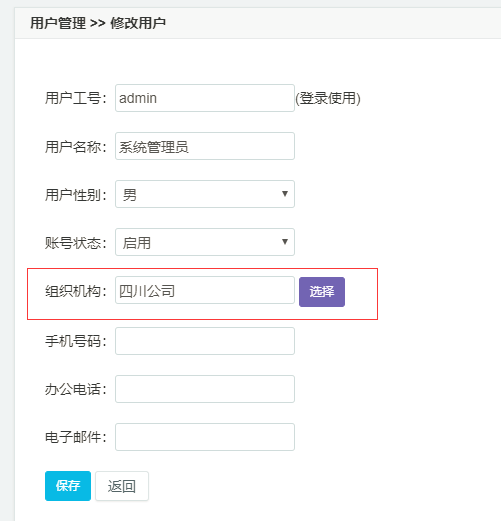 用户管理 >> 修改用户
用户工号： admin (登录使用)
用户名称： 系统管理员
用户性别： 男
账号状态： 启用
组织机构： 四川公司 选择
手机号码：
办公电话：
电子邮件：
保存 返回